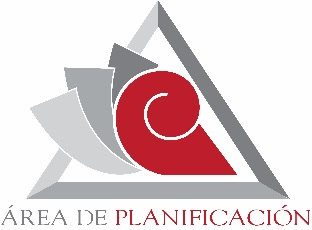 ÁREA DE PLANIFICACIÓN